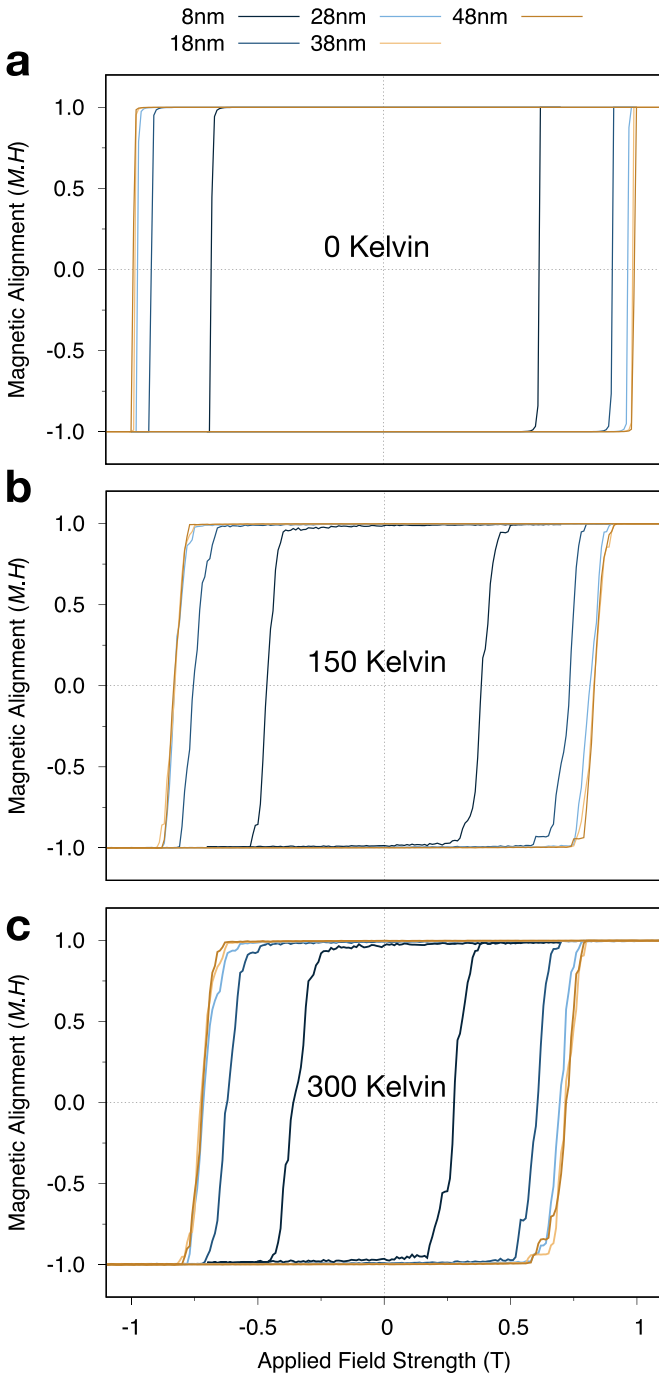 8nm 28nm 48nm
18nm 38nm
a
1.0
0.5
0.0
-0.5
-1.0
Magnetic Alignment (M.H)
0 Kelvin
b
1.0
0.5
0.0
-0.5
-1.0
Magnetic Alignment (M.H)
150 Kelvin
c
1.0
0.5
0.0
-0.5
-1.0
Magnetic Alignment (M.H)
300 Kelvin
-1 -0.5 0 0.5 1
Applied Field Strength (T)